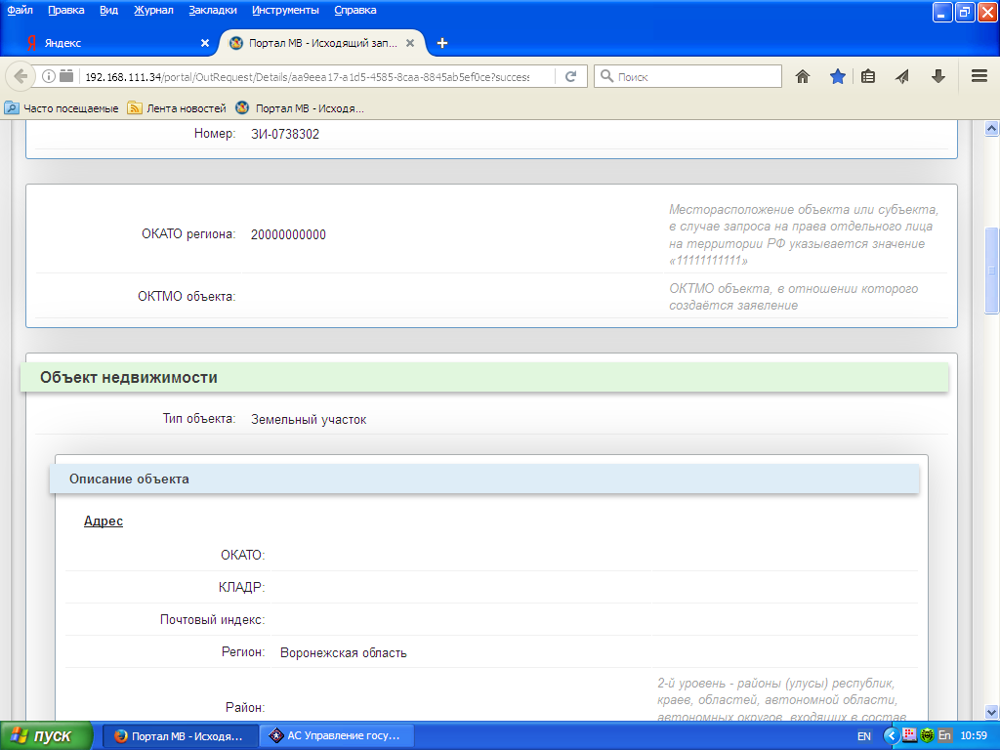 Файл Правка Вид Журнал Закладки Инструменты Справка
Яндекс
Портал МВ - Исходящий зап...
192.168.111.34/portal/OutRequest/Details/aa9eea17-a1d5-4585-8caa-8845ab5ef0ce?success
Поиск
Часто посещаемые Лента новостей Портал МВ - Исходя...
Номер: ЗИ-0738302
ОКАТО региона: 20000000000
Месторасположение объекта или субъекта,
в случае запроса на права отдельного лица
на территории РФ указывается значение
«11111111111»
ОКТМО объекта:
ОКТМО объекта, в отношении которого
создаётся заявление
Объект недвижимости
Тип объекта: Земельный участок
Описание объекта
Адрес
ОКАТО:
КЛАДР:
Почтовый индекс:
Регион: Воронежская область
Район:
2-й уровень - районы (улусы) республик,
краев, областей, автономной области,
автономных округов, входящих в состав
пуск
Портал МВ - Исходя...
АС Управление госу...
EN
En
10:59